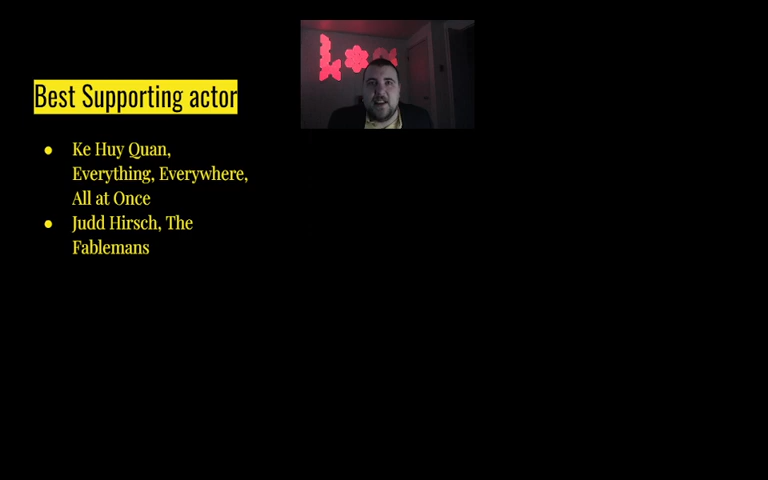 Best Supporting actor
● Ke Huy Quan,
Everything, Everywhere,
All at Once
● Judd Hirsch, The
Fablemans